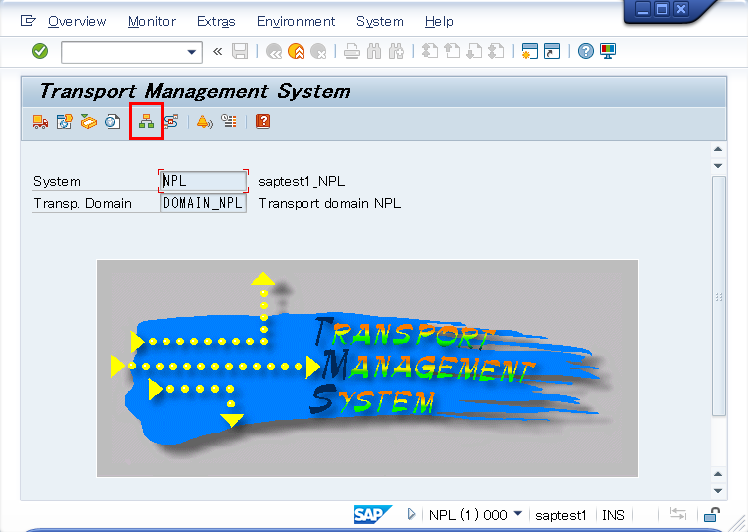 Overview Monitor Extras Environment System Help
Transport Management System
System NPL saptest1_NPL
Transp. Domain DOMAIN_NPL Transport domain NPL
TRANSPORT
MANAGEMENT
SYSTEM
SAP NPL (1) 000 saptest1 INS